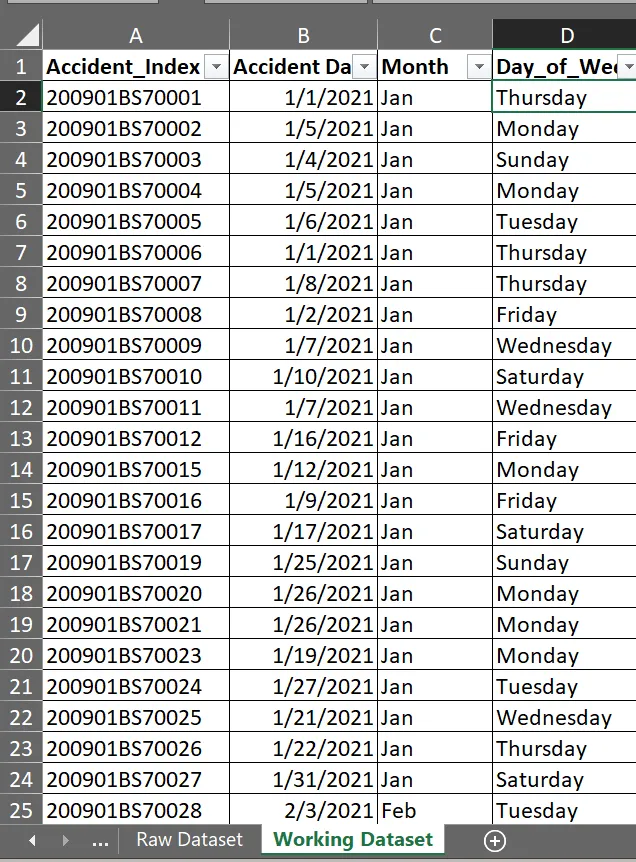 A B C D
1 Accident_Index Accident Da Month Day_of_Wee
2 200901BS70001 1/1/2021 Jan Thursday
3 200901BS70002 1/5/2021 Jan Monday
4 200901BS70003 1/4/2021 Jan Sunday
5 200901BS70004 1/5/2021 Jan Monday
6 200901BS70005 1/6/2021 Jan Tuesday
7 200901BS70006 1/1/2021 Jan Thursday
8 200901BS70007 1/8/2021 Jan Thursday
9 200901BS70008 1/2/2021 Jan Friday
10 200901BS70009 1/7/2021 Jan Wednesday
11 200901BS70010 1/10/2021 Jan Saturday
12 200901BS70011 1/7/2021 Jan Wednesday
13 200901BS70012 1/16/2021 Jan Friday
14 200901BS70015 1/12/2021 Jan Monday
15 200901BS70016 1/9/2021 Jan Friday
16 200901BS70017 1/17/2021 Jan Saturday
17 200901BS70019 1/25/2021 Jan Sunday
18 200901BS70020 1/26/2021 Jan Monday
19 200901BS70021 1/26/2021 Jan Monday
20 200901BS70023 1/19/2021 Jan Monday
21 200901BS70024 1/27/2021 Jan Tuesday
22 200901BS70025 1/21/2021 Jan Wednesday
23 200901BS70026 1/22/2021 Jan Thursday
24 200901BS70027 1/31/2021 Jan Saturday
25 200901BS70028 2/3/2021 Feb Tuesday
... Raw Dataset Working Dataset